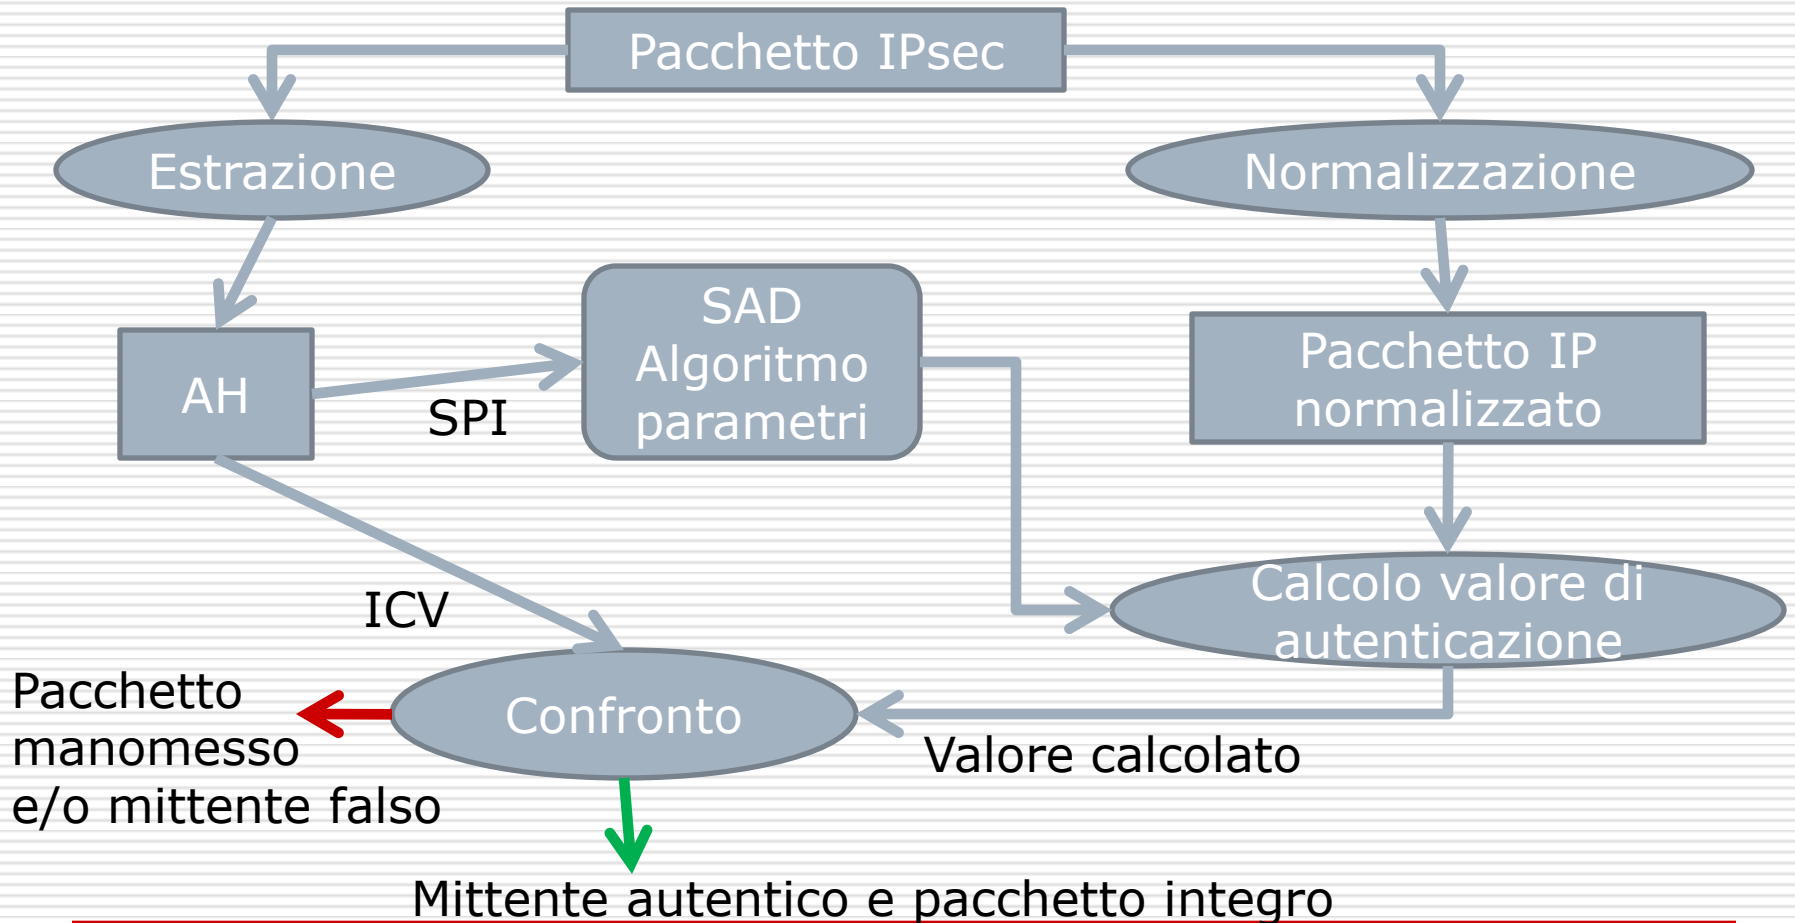 Pacchetto IPsec
Estrazione
Normalizzazione
SAD
Algoritmo
parametri
Pacchetto IP
normalizzato
AH
SPI
Calcolo valore di
autenticazione
ICV
Pacchetto
manomesso
e/o mittente falso
Confronto
Valore calcolato
Mittente autentico e pacchetto integro